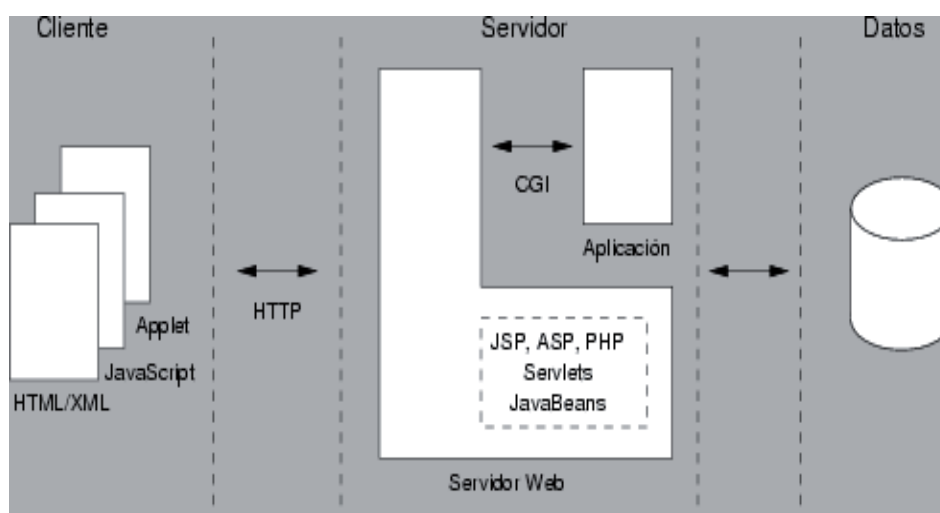 Cliente
Servidor
Datos
CGI
Aplicación
HTTP
Applet
JavaScript
HTML/XML
JSP, ASP, PHP
Servlets
JavaBeans
Servidor Web